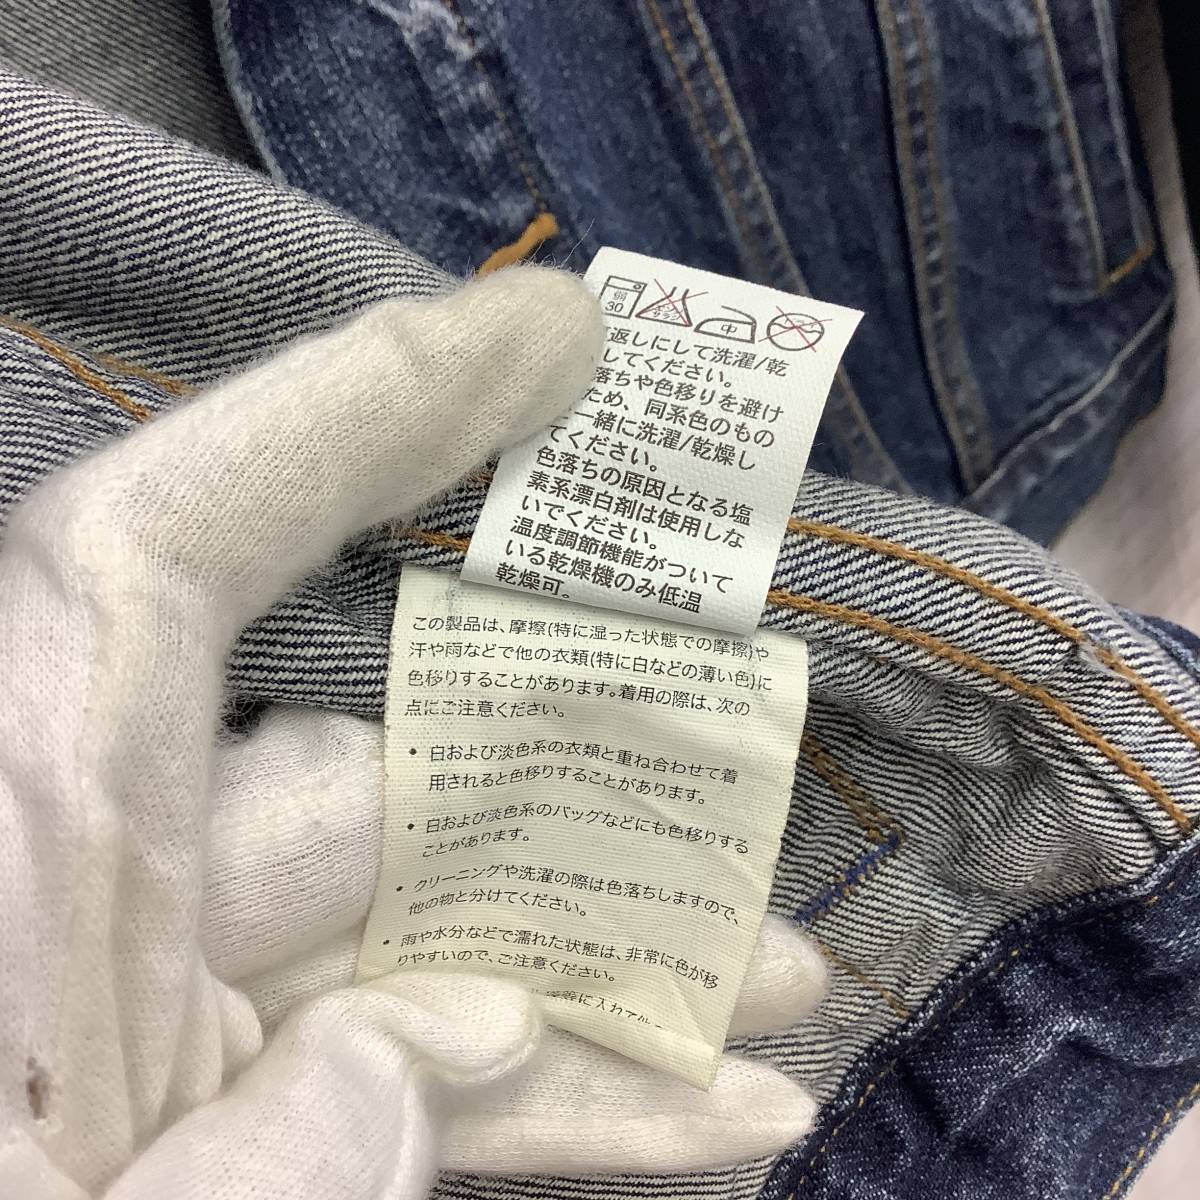 弱
30
中
返しにして洗濯/乾
してください。
落ちや色移りを避け
ため、同系色のもの
一緒に洗濯/乾燥し
てください。
色落ちの原因となる塩
素系漂白剤は使用しな
いでください。
温度調節機能がついて
いる乾燥機のみ低温
乾燥可。
この製品は、摩擦(特に湿った状態での摩擦)や
汗や雨などで他の衣類(特に白などの薄い色)に
色移りすることがあります。着用の際は、次の
点にご注意ください。
• 白および淡色系の衣類と重ね合わせて着
用されると色移りすることがあります。
• 白および淡色系のバッグなどにも色移りする
ことがあります。
• クリーニングや洗濯の際は色落ちしますので、
他の物と分けてください。
• 雨や水分などで濡れた状態は、非常に色が移
りやすいので、ご注意ください。
等に入れて